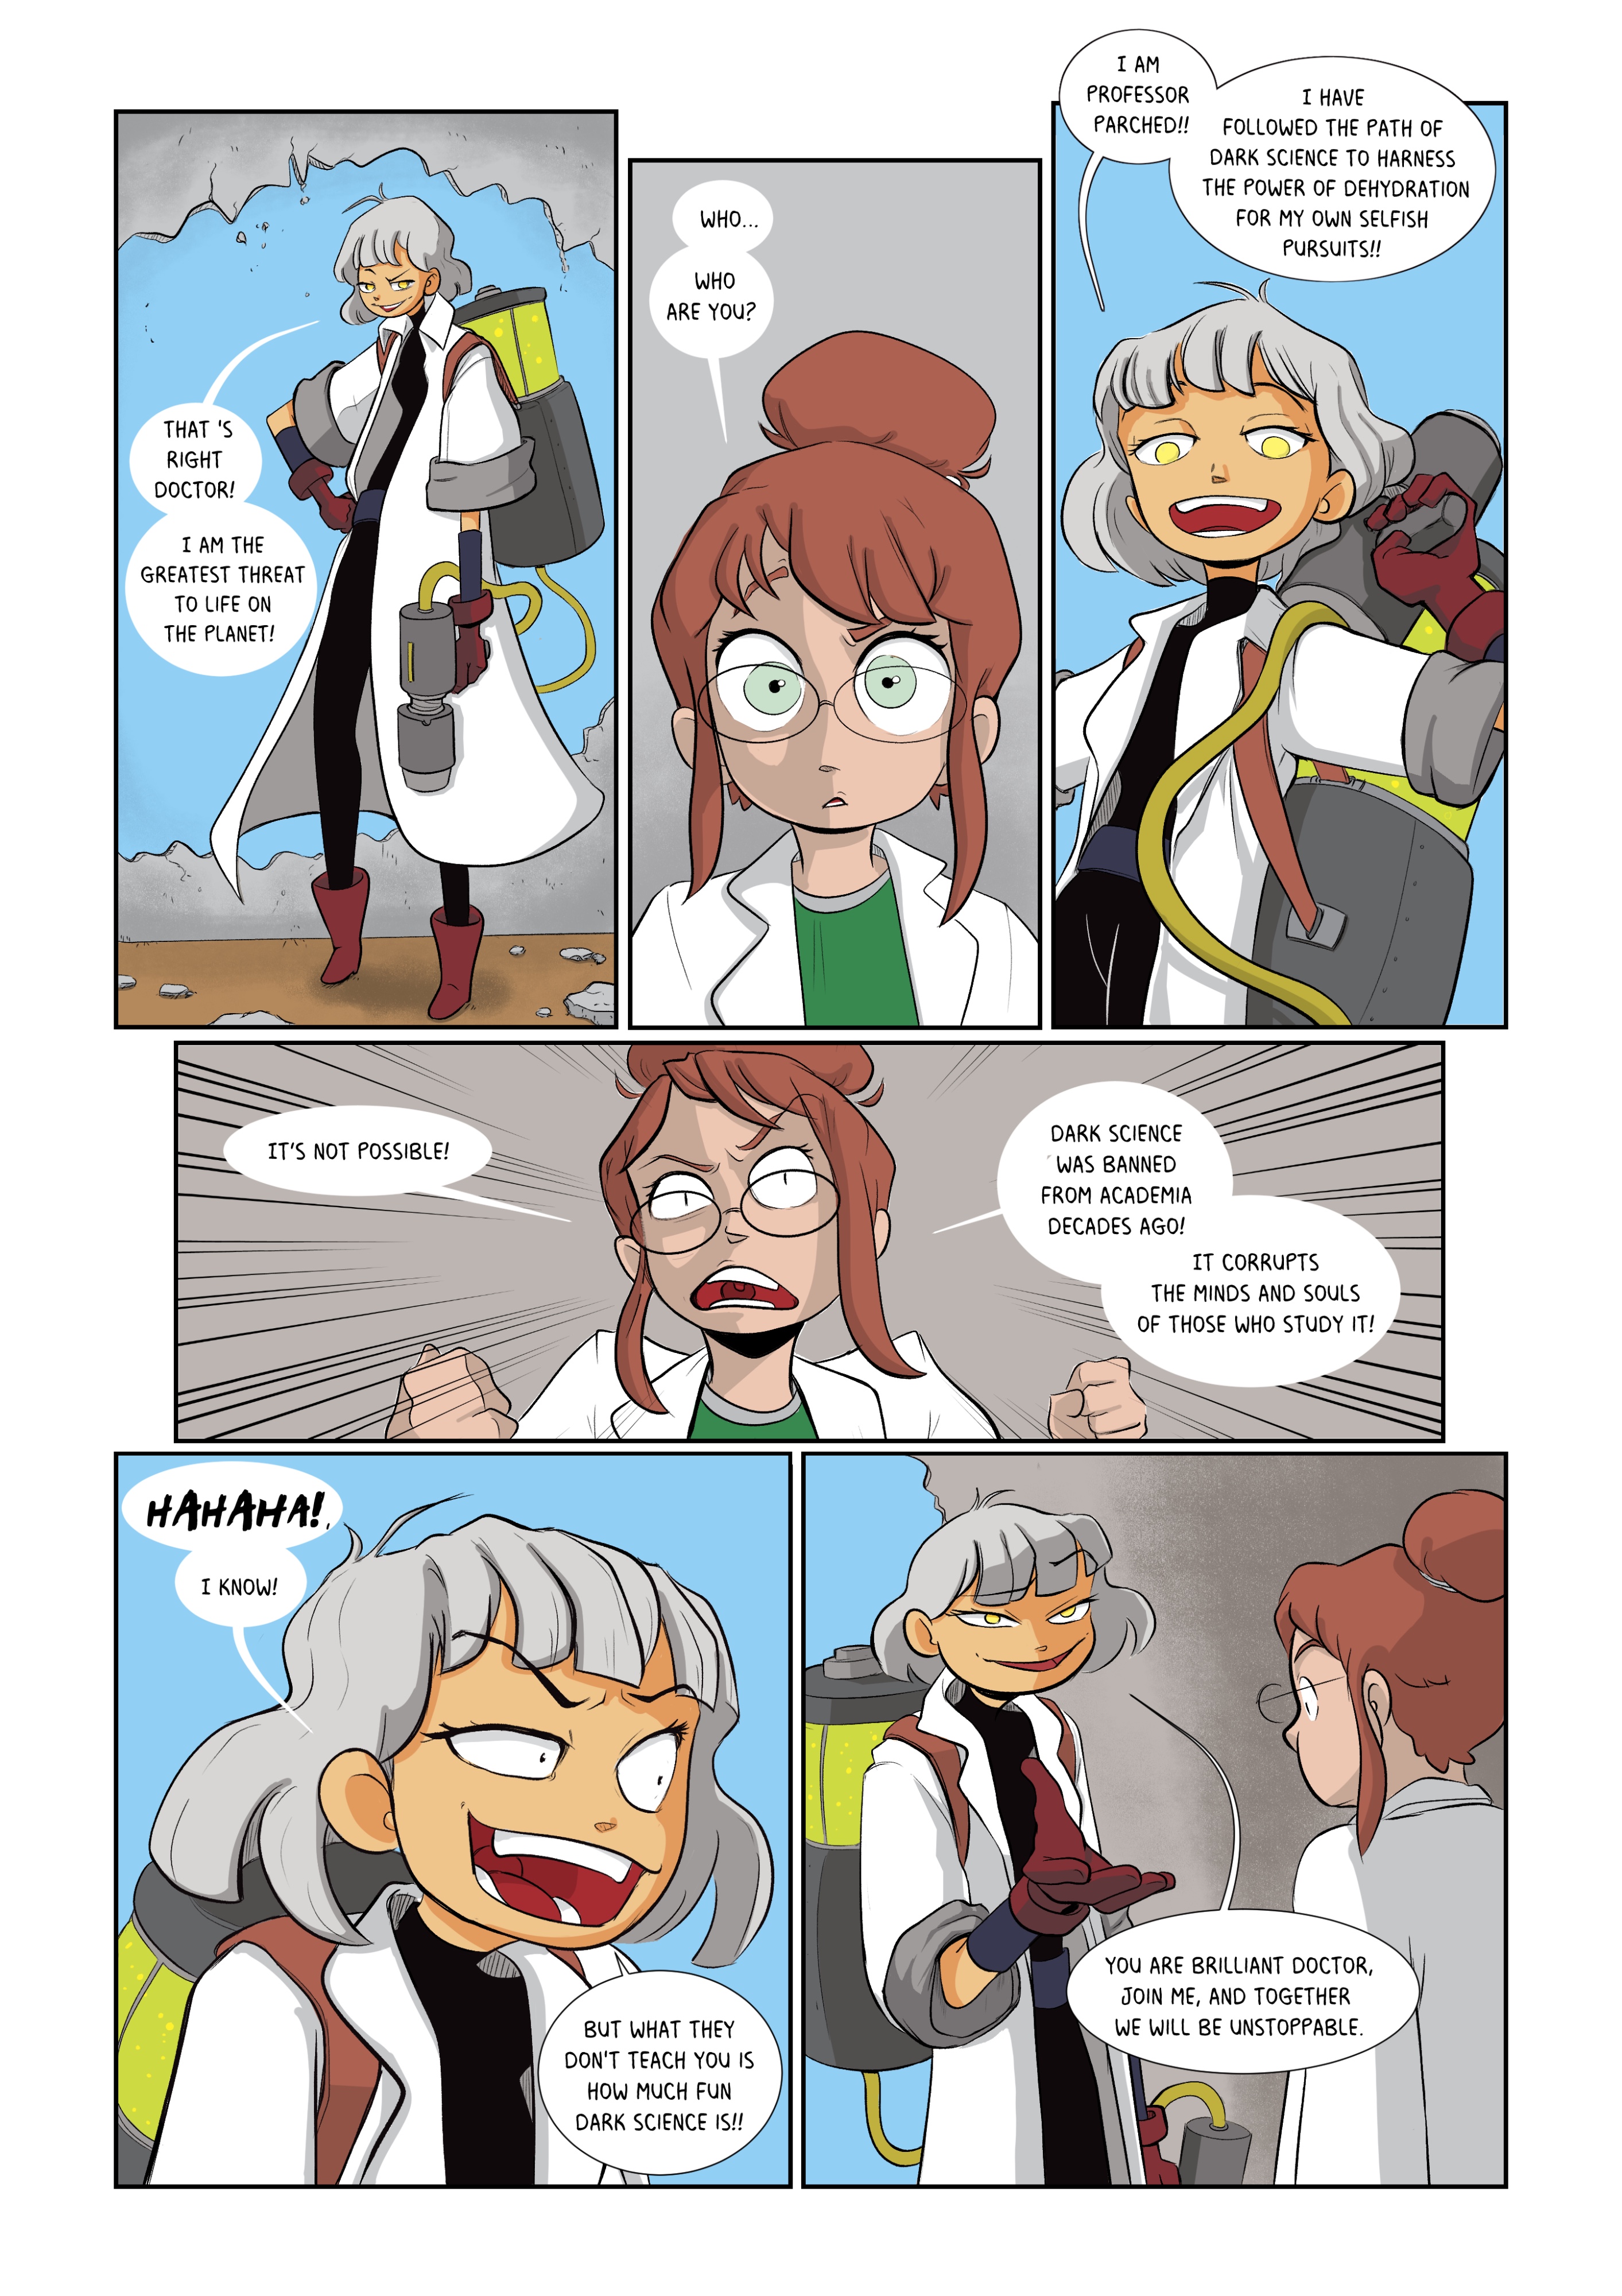 THAT 'S
RIGHT
DOCTOR!
I AM THE
GREATEST THREAT
TO LIFE ON
THE PLANET!
WHO...
WHO
ARE YOU?
I AM
PROFESSOR
PARCHED!!
I HAVE
FOLLOWED THE PATH OF
DARK SCIENCE TO HARNESS
THE POWER OF DEHYDRATION
FOR MY OWN SELFISH
PURSUITS!!
IT'S NOT POSSIBLE!
DARK SCIENCE
WAS BANNED
FROM ACADEMIA
DECADES AGO!
IT CORRUPTS
THE MINDS AND SOULS
OF THOSE WHO STUDY IT!
HAHAHA!.
I KNOW!
BUT WHAT THEY
DON'T TEACH YOU IS
HOW MUCH FUN
DARK SCIENCE IS!!
YOU ARE BRILLIANT DOCTOR,
JOIN ME, AND TOGETHER
WE WILL BE UNSTOPPABLE.